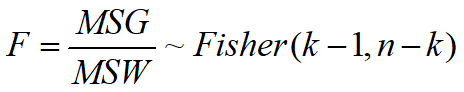 F = MSG / MSW ~ Fisher(k − 1, n − k)